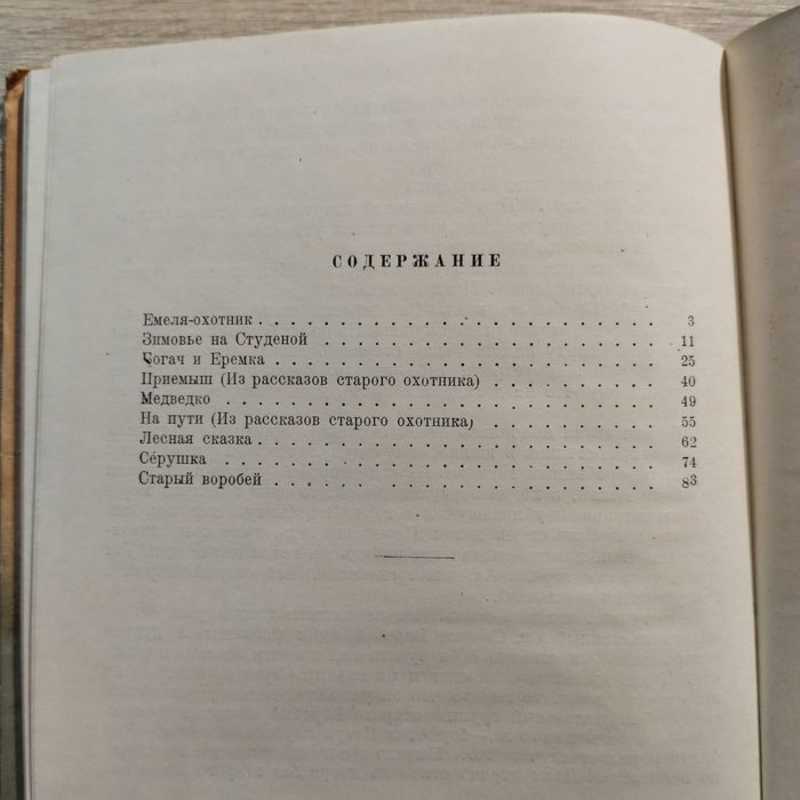 СОДЕРЖАНИЕ
Емеля-охотник . . . . . . . . . . . . . . . . . . . 3
Зимовье на Студеной . . . . . . . . . . . . . . . . 11
Богач и Еремка . . . . . . . . . . . . . . . . . . 25
Приемыш (Из рассказов старого охотника) . . . . . . 40
Медведко . . . . . . . . . . . . . . . . . . . . . 49
На пути (Из рассказов старого охотника) . . . . . . 55
Лесная сказка . . . . . . . . . . . . . . . . . . . 62
Серушка . . . . . . . . . . . . . . . . . . . . . 74
Старый воробей . . . . . . . . . . . . . . . . . . 83